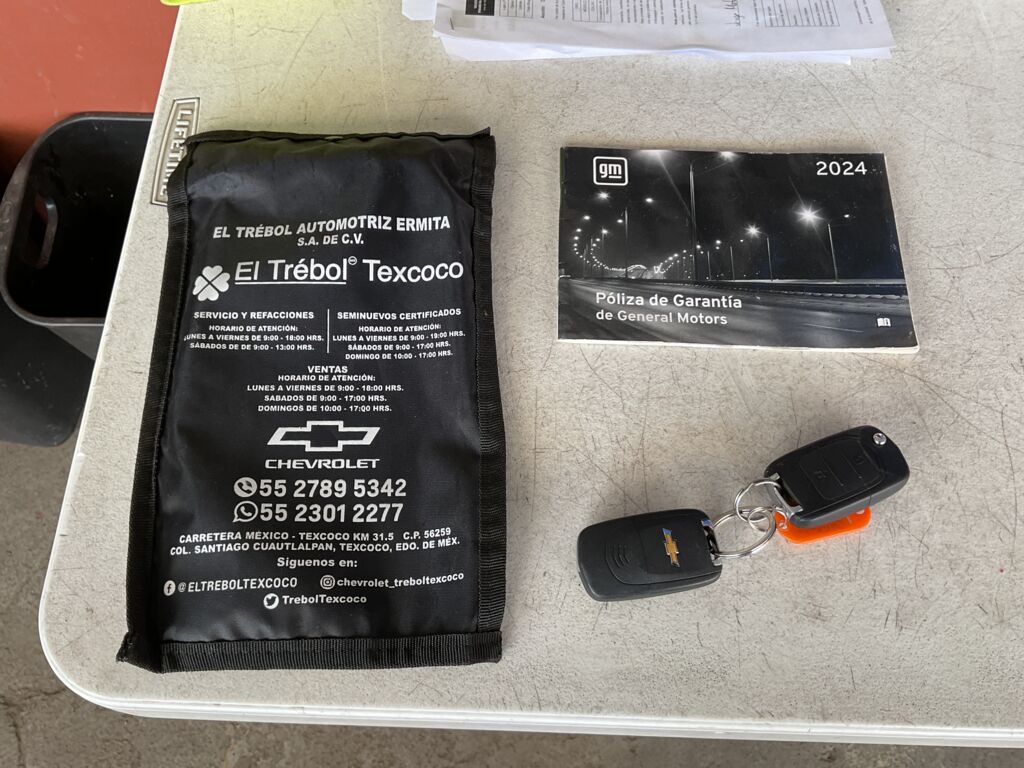 LIFETIME
EL TRÉBOL AUTOMOTRIZ ERMITA
S.A. DE C.V.
El Trébol Texcoco
SERVICIO Y REFACCIONES
HORARIO DE ATENCIÓN:
LUNES A VIERNES DE 9:00 - 18:00 HRS.
SÁBADOS DE DE 9:00 - 13:00 HRS.
SEMINUEVOS CERTIFICADOS
HORARIO DE ATENCIÓN:
LUNES A VIERNES DE 9:00 - 19:00 HRS.
SÁBADOS DE 9:00 - 17:00 HRS.
DOMINGO DE 10:00 - 17:00 HRS.
VENTAS
HORARIO DE ATENCIÓN:
LUNES A VIERNES DE 9:00 - 18:00 HRS.
SABADOS DE 9:00 - 17:00 HRS.
DOMINGOS DE 10:00 - 17:00 HRS.
CHEVROLET
55 2789 5342
55 2301 2277
CARRETERA MÉXICO - TEXCOCO KM 31.5 C.P. 56259
COL. SANTIAGO CUAUTLALPAN, TEXCOCO, EDO. DE MÉX.
Síguenos en:
@ELTREBOLTEXCOCO
chevrolet_treboltexcoco
TrebolTexcoco
gm
2024
Póliza de Garantía
de General Motors